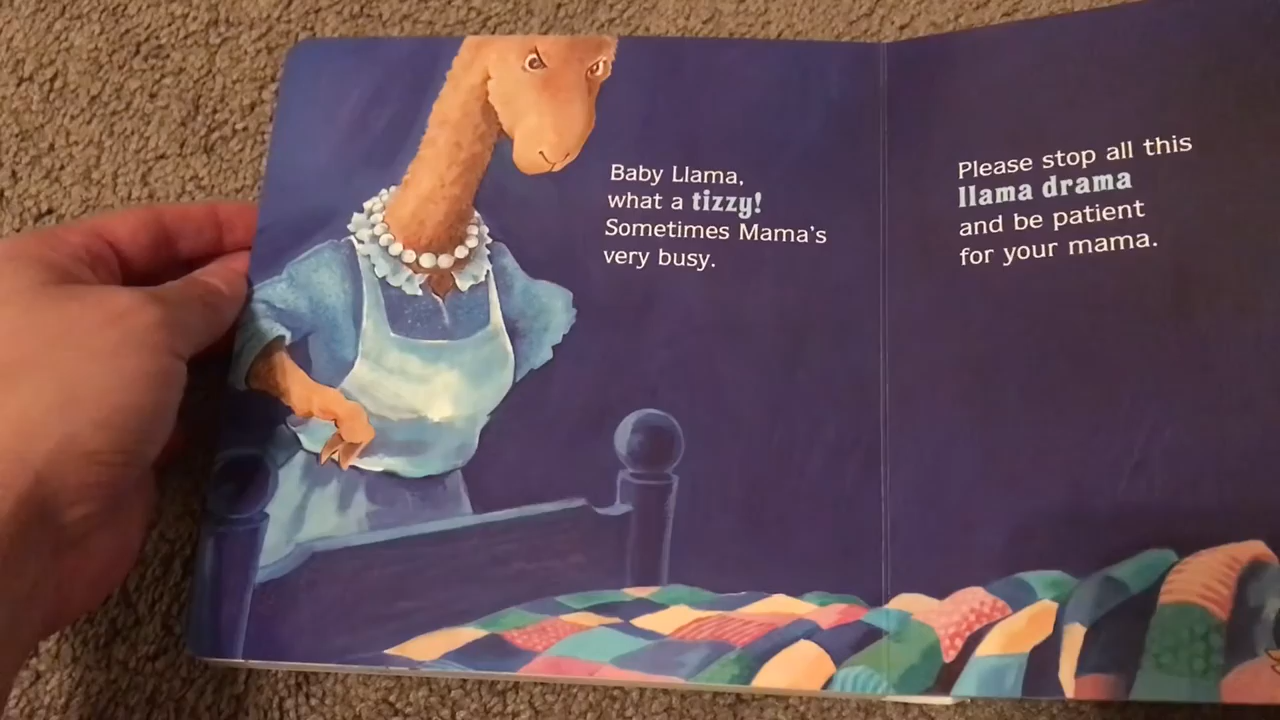 Baby Llama,
what a tizzy!
Sometimes Mama's
very busy.
Please stop all this
llama drama
and be patient
for your mama.